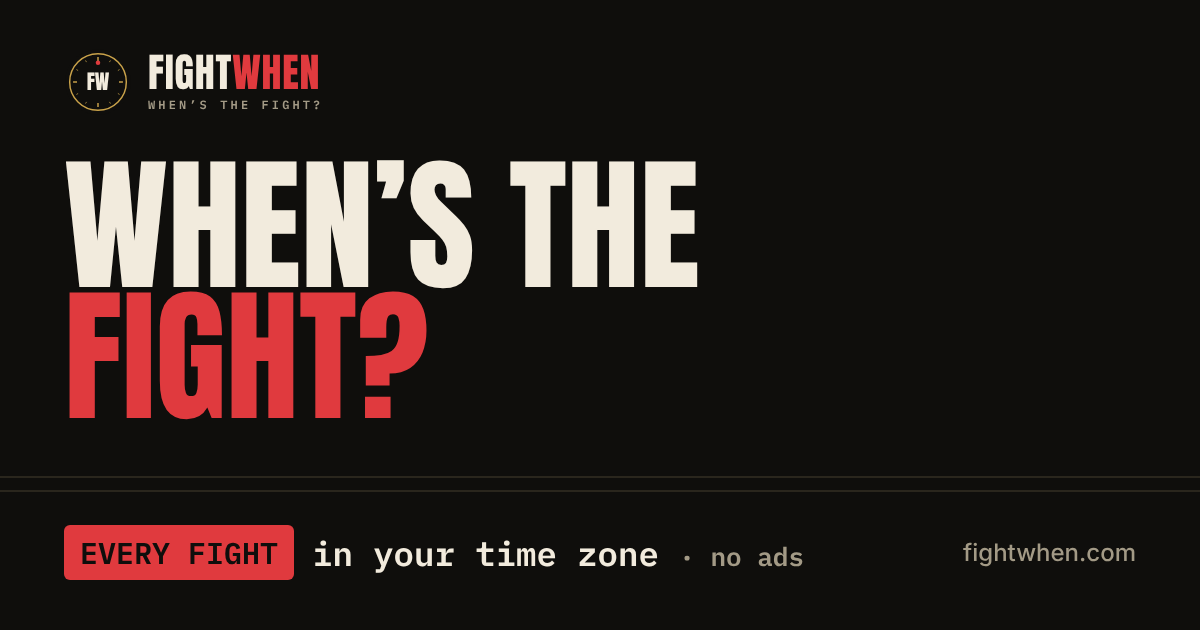 FW
FIGHTWHEN
WHEN’S THE FIGHT?
WHEN’S THE
FIGHT?
EVERY FIGHT in your time zone · no ads
fightwhen.com